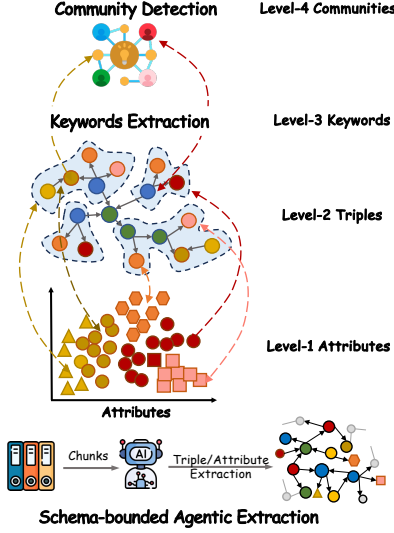 Community Detection
Level-4 Communities
Keywords Extraction
Level-3 Keywords
Level-2 Triples
Level-1 Attributes
Attributes
Chunks
AI
Triple/Attribute
Extraction
Schema-bounded Agentic Extraction